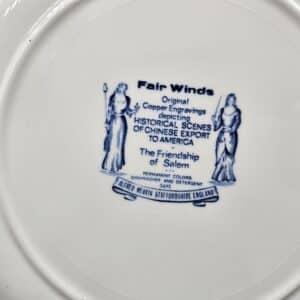 Fair Winds
Original
Copper Engravings
depicting
HISTORICAL SCENES
OF CHINESE EXPORT
TO AMERICA
The Friendship
of Salem
PERMANENT COLORS
DISHWASHER AND DETERGENT
SAFE
ALFRED MEAKIN STAFFORDSHIRE ENGLAND